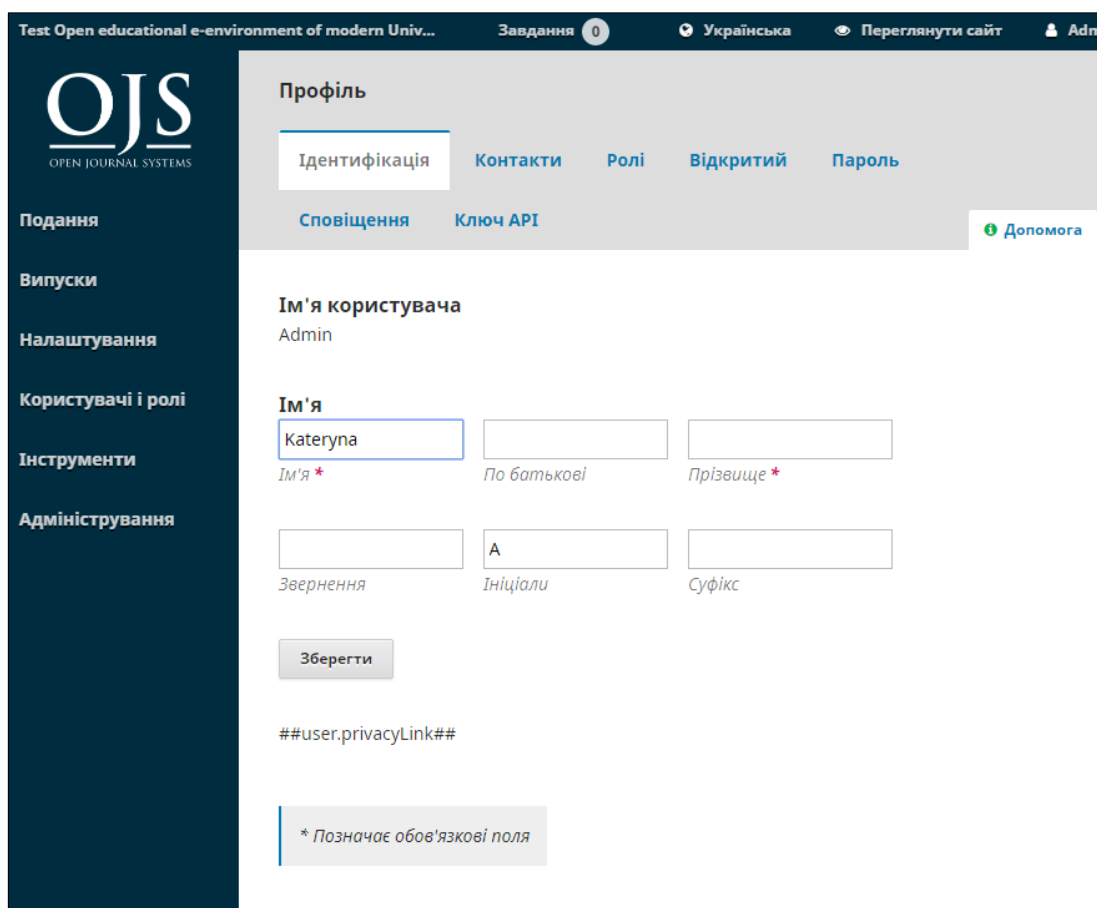 Test Open educational e-environment of modern Univ... Завдання 0 Українська Переглянути сайт Adm
OJS
OPEN JOURNAL SYSTEMS
Подання
Випуски
Налаштування
Користувачі і ролі
Інструменти
Адміністрування
Профіль
Ідентифікація Контакти Ролі Відкритий Пароль
Сповіщення Ключ API
Допомога
Ім'я користувача
Admin
Ім'я
Kateryna
Ім'я * По батькові Прізвище *
A
Звернення Ініціали Суфікс
Зберегти
##user.privacyLink##
* Позначає обов'язкові поля